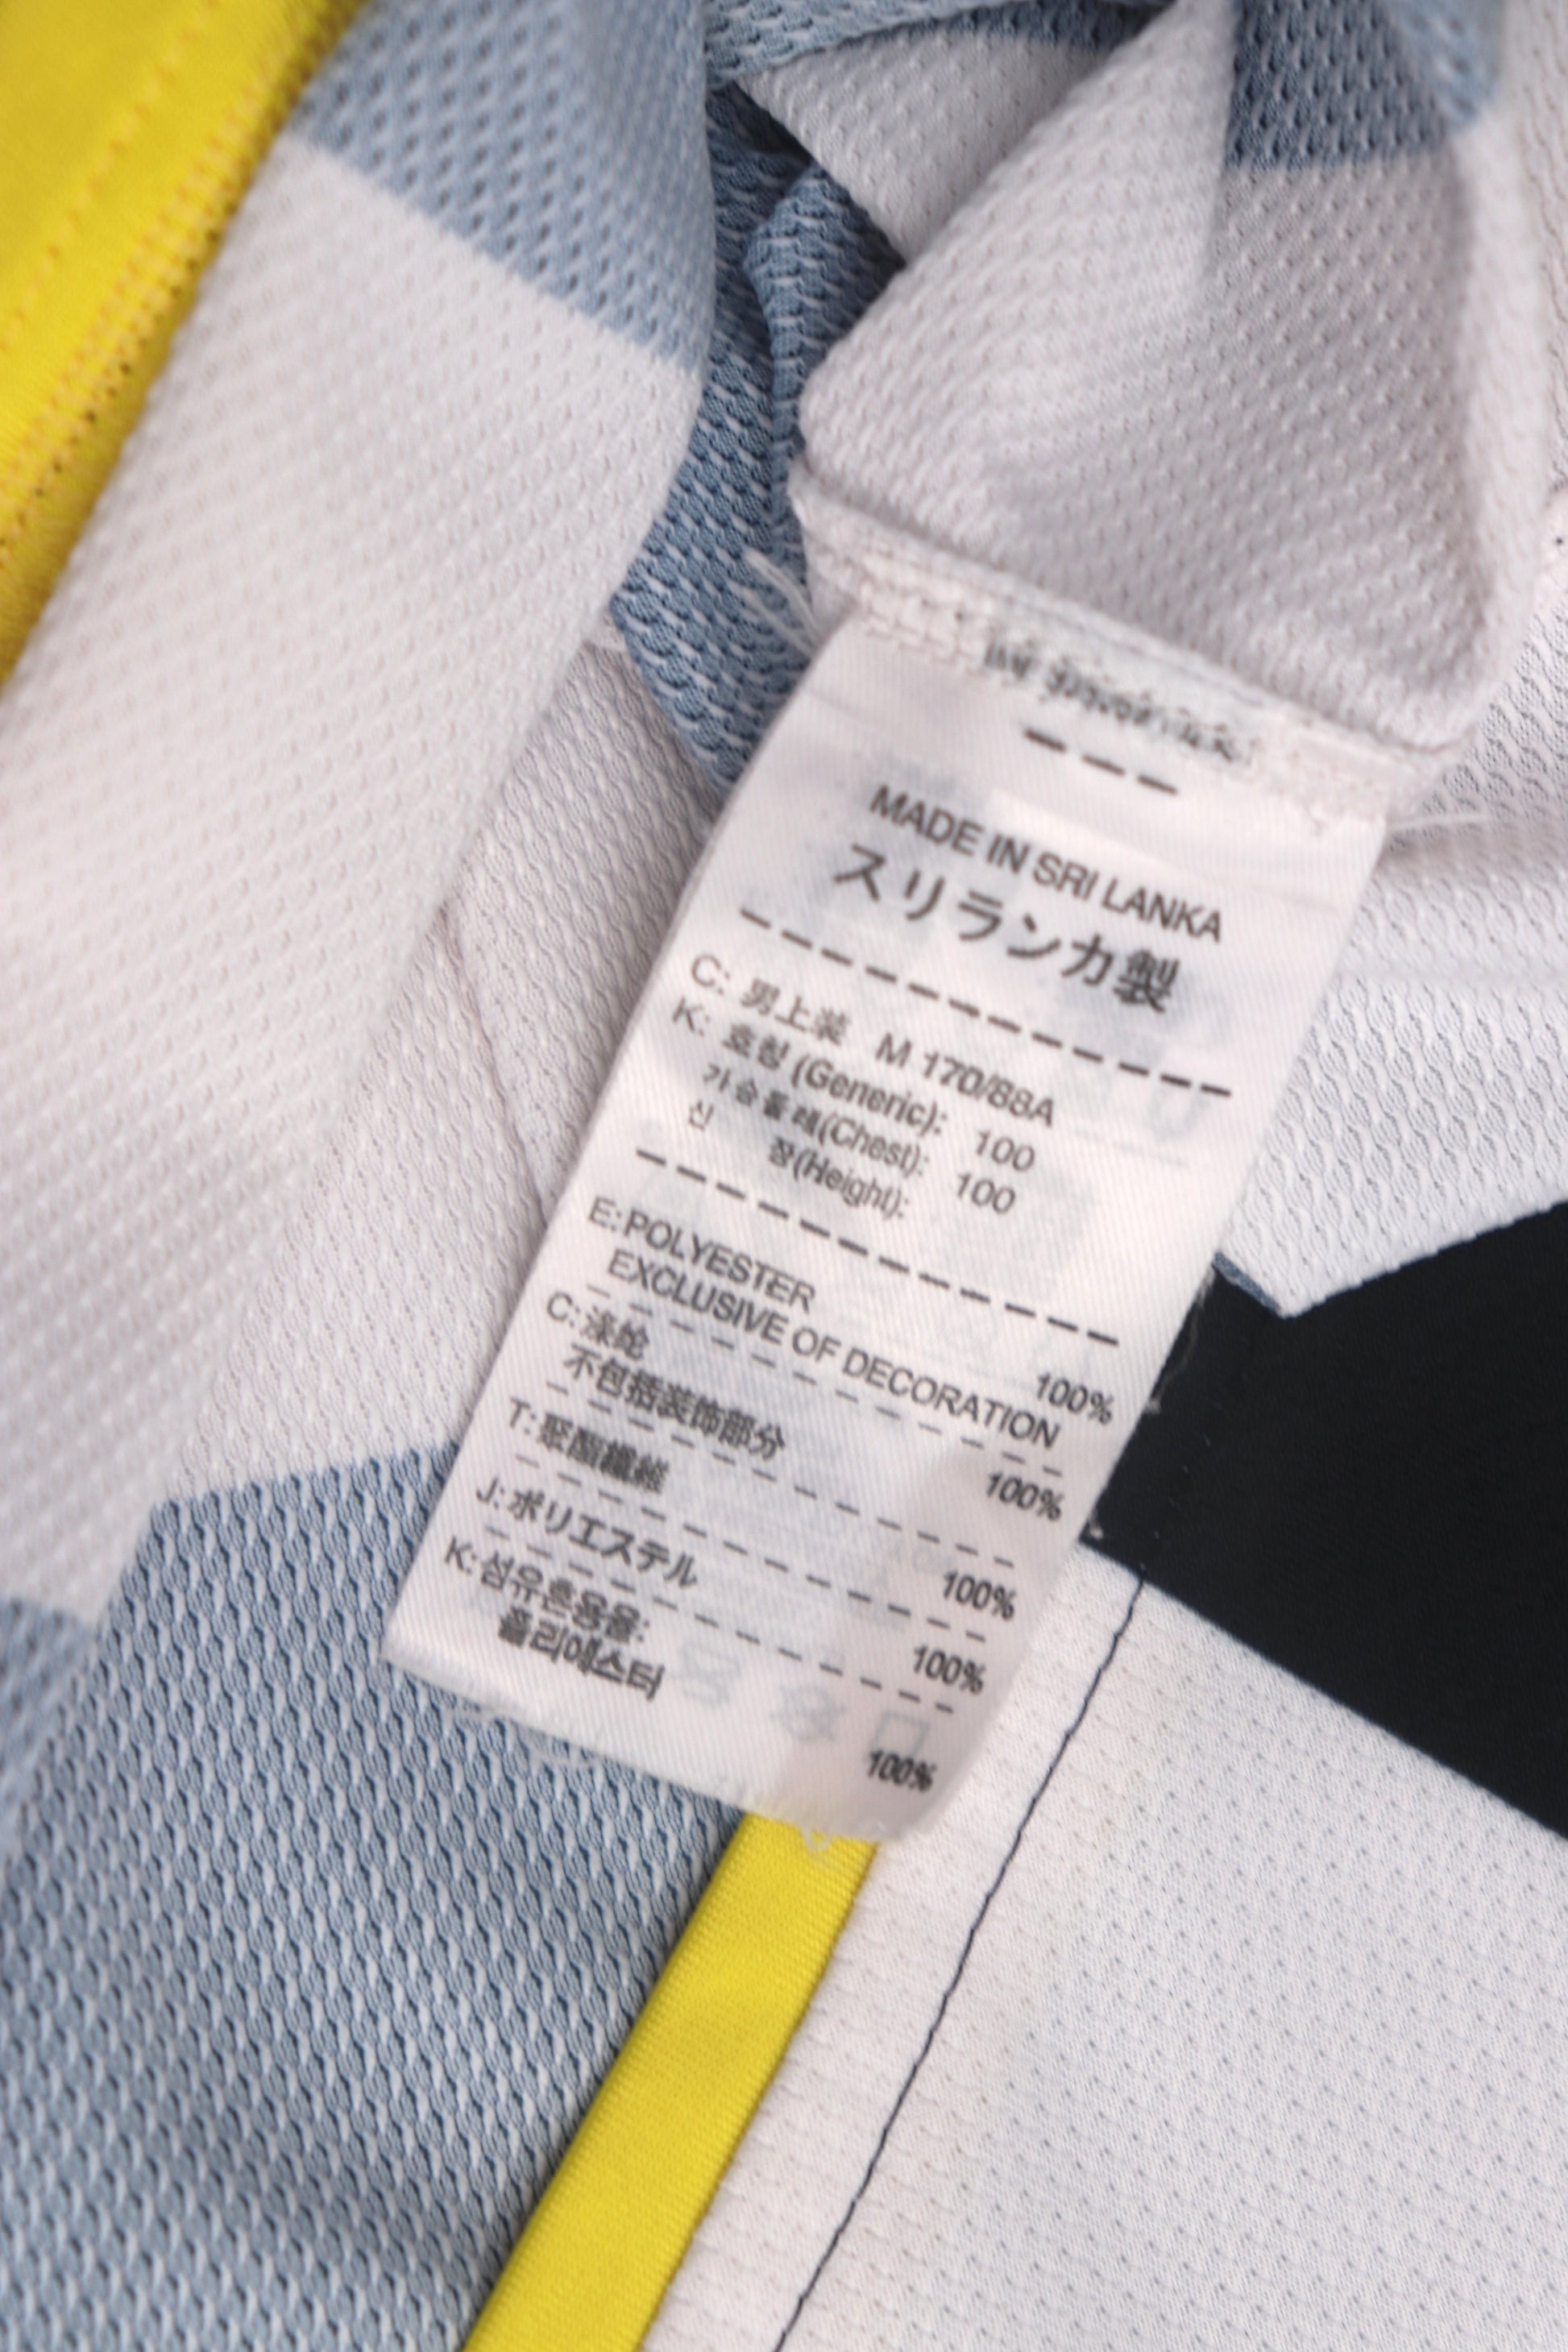 MADE IN SRI LANKA
スリランカ製
C: 男上装 M 170/88A
K: 호칭 (Generic): 100
가슴둘레(Chest): 100
신 장(Height):
E: POLYESTER 100%
EXCLUSIVE OF DECORATION
C: 涤纶 100%
不包括装饰部分
T: 聚酯纖維 100%
J: ポリエステル 100%
K: 섬유혼용율:
폴리에스터 100%